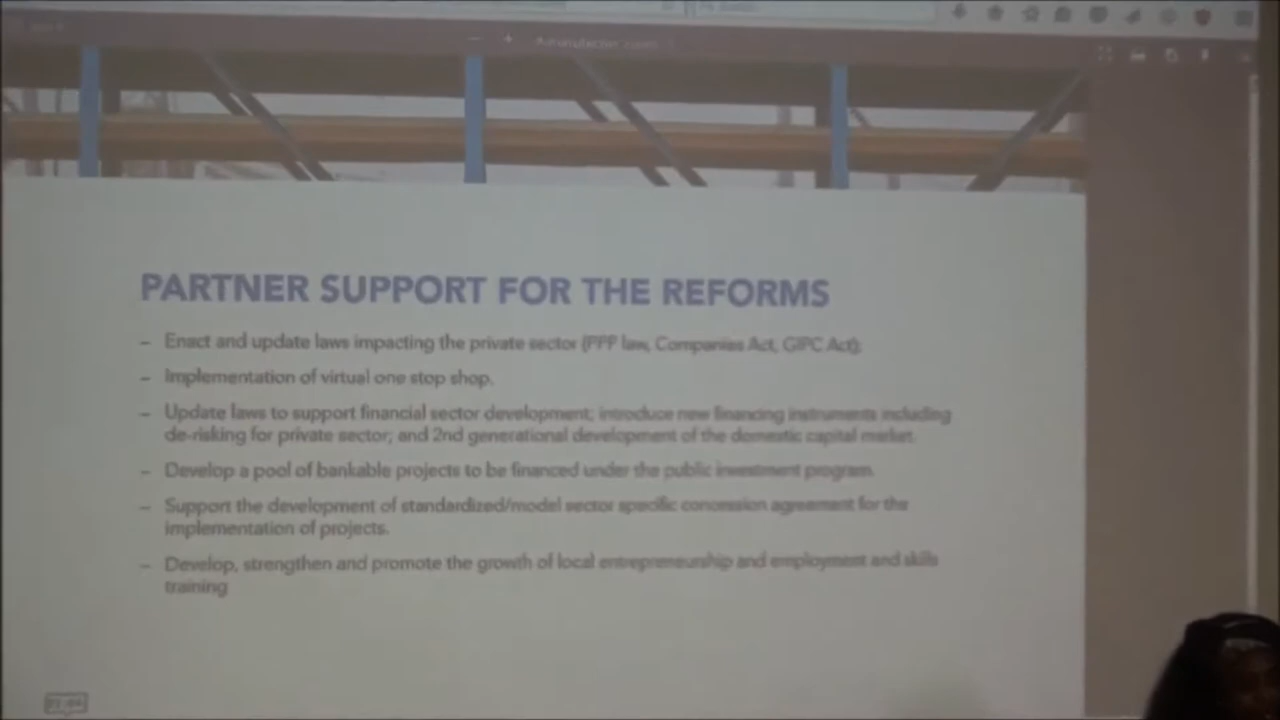 PARTNER SUPPORT FOR THE REFORMS
– Enact and update laws impacting the private sector (PPP law, Companies Act, GIPC Act);
– Implementation of virtual one stop shop.
– Update laws to support financial sector development; introduce new financing instruments including
de-risking for private sector; and 2nd generational development of the domestic capital market.
– Develop a pool of bankable projects to be financed under the public investment program.
– Support the development of standardized/model sector specific concession agreement for the
implementation of projects.
– Develop, strengthen and promote the growth of local entrepreneurship and employment and skills
training